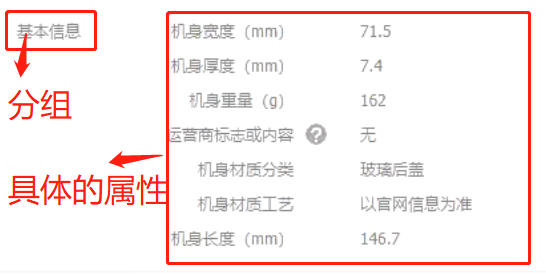 基本信息
分组
具体的属性
机身宽度（mm） 71.5
机身厚度（mm） 7.4
机身重量（g） 162
运营商标志或内容 ? 无
机身材质分类 玻璃后盖
机身材质工艺 以官网信息为准
机身长度（mm） 146.7